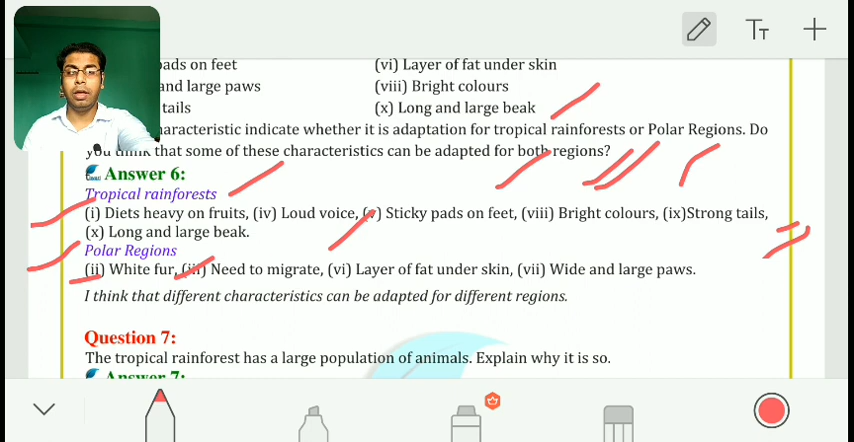 pads on feet (vi) Layer of fat under skin
and large paws (viii) Bright colours
tails (x) Long and large beak
characteristic indicate whether it is adaptation for tropical rainforests or Polar Regions. Do
you think that some of these characteristics can be adapted for both regions?
Answer 6:
Tropical rainforests
(i) Diets heavy on fruits, (iv) Loud voice, (v) Sticky pads on feet, (viii) Bright colours, (ix)Strong tails,
(x) Long and large beak.
Polar Regions
(ii) White fur, (iii) Need to migrate, (vi) Layer of fat under skin, (vii) Wide and large paws.
I think that different characteristics can be adapted for different regions.
Question 7:
The tropical rainforest has a large population of animals. Explain why it is so.
Answer 7: